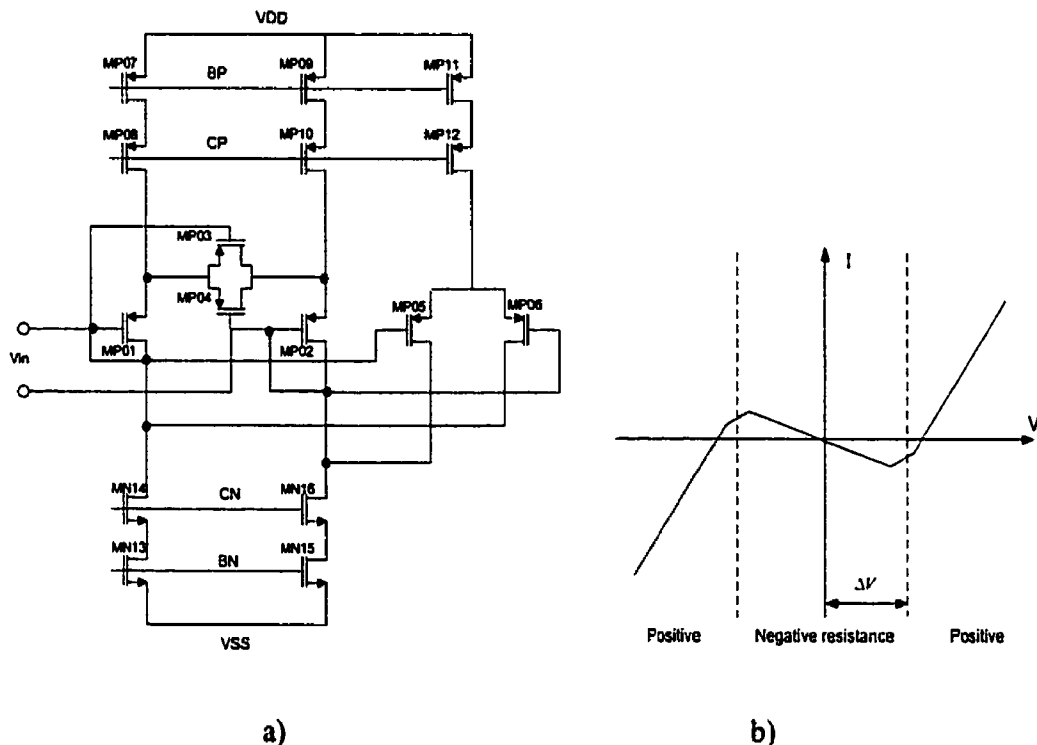 VDD
MP07
BP
MP09
MP11
MP08
CP
MP10
MP12
MP03
MP04
MP05
MP06
MP01
MP02
Vin
MN14
CN
MN16
MN13
BN
MN15
VSS
I
V
ΔV
Positive
Negative resistance
Positive
a)
b)